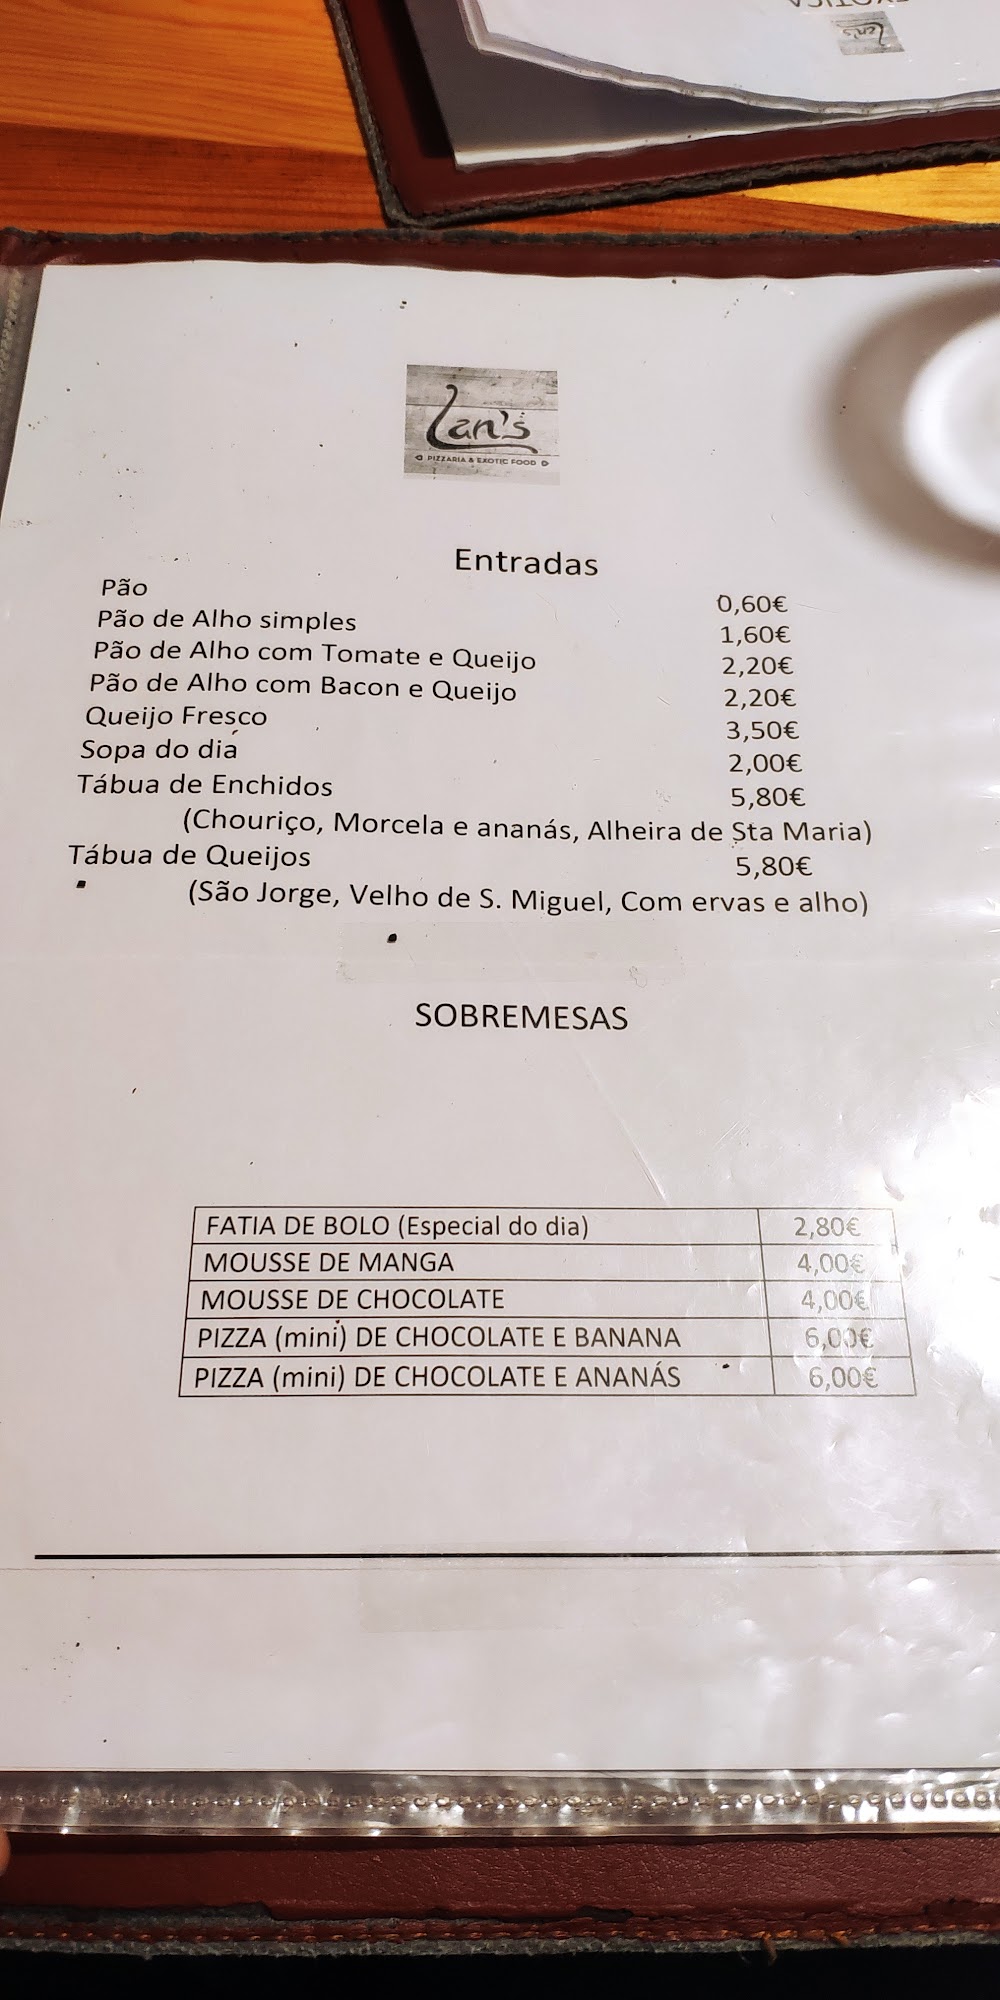 Lan's
PIZZARIA & EXOTIC FOOD
Entradas
Pão 0,60€
Pão de Alho simples 1,60€
Pão de Alho com Tomate e Queijo 2,20€
Pão de Alho com Bacon e Queijo 2,20€
Queijo Fresco 3,50€
Sopa do dia 2,00€
Tábua de Enchidos 5,80€
(Chouriço, Morcela e ananás, Alheira de Sta Maria)
Tábua de Queijos 5,80€
(São Jorge, Velho de S. Miguel, Com ervas e alho)
SOBREMESAS
FATIA DE BOLO (Especial do dia) 2,80€
MOUSSE DE MANGA 4,00€
MOUSSE DE CHOCOLATE 4,00€
PIZZA (mini) DE CHOCOLATE E BANANA 6,00€
PIZZA (mini) DE CHOCOLATE E ANANÁS 6,00€